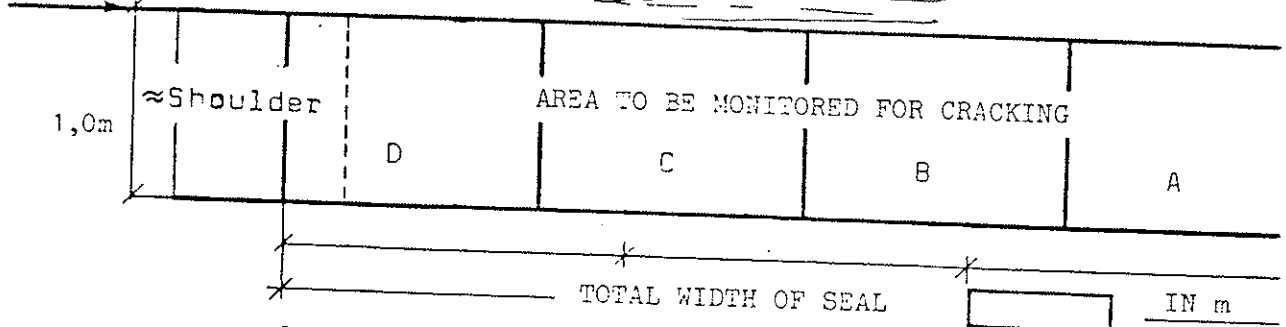 ≈Shoulder
AREA TO BE MONITORED FOR CRACKING
1,0m
D
C
B
A
TOTAL WIDTH OF SEAL
IN m